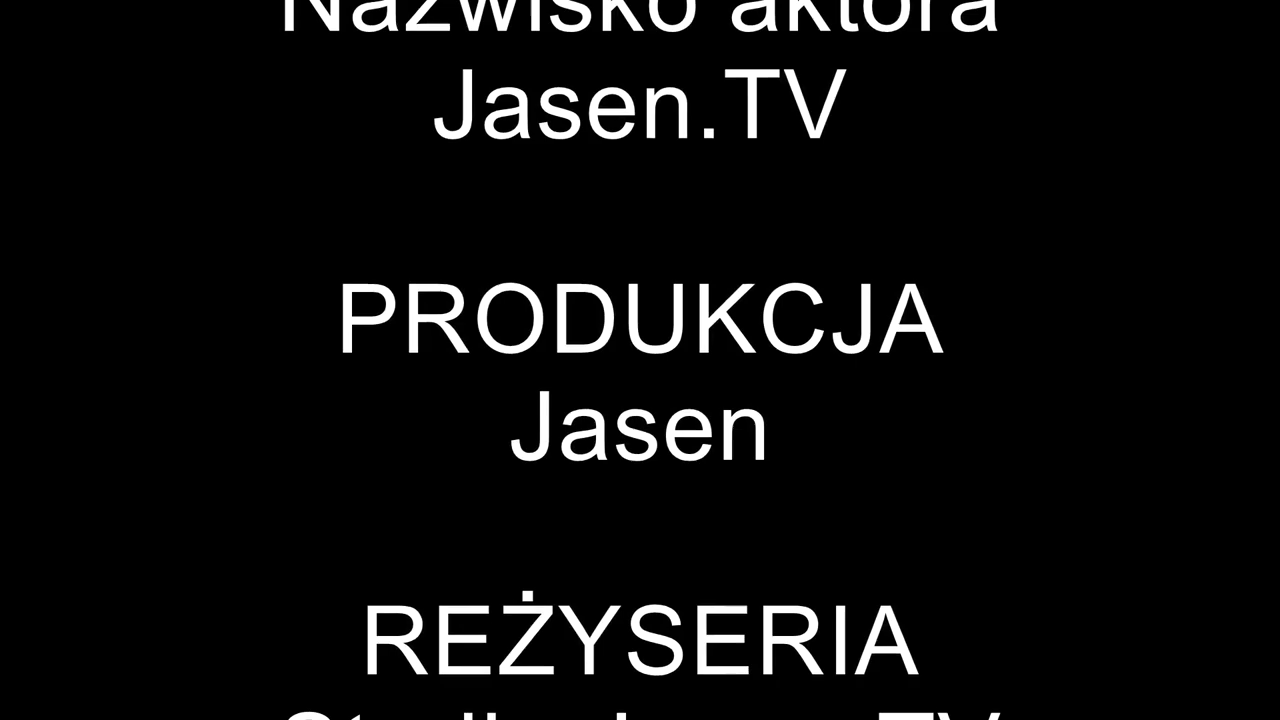 Nazwisko aktora
Jasen.TV
PRODUKCJA
Jasen
REŻYSERIA